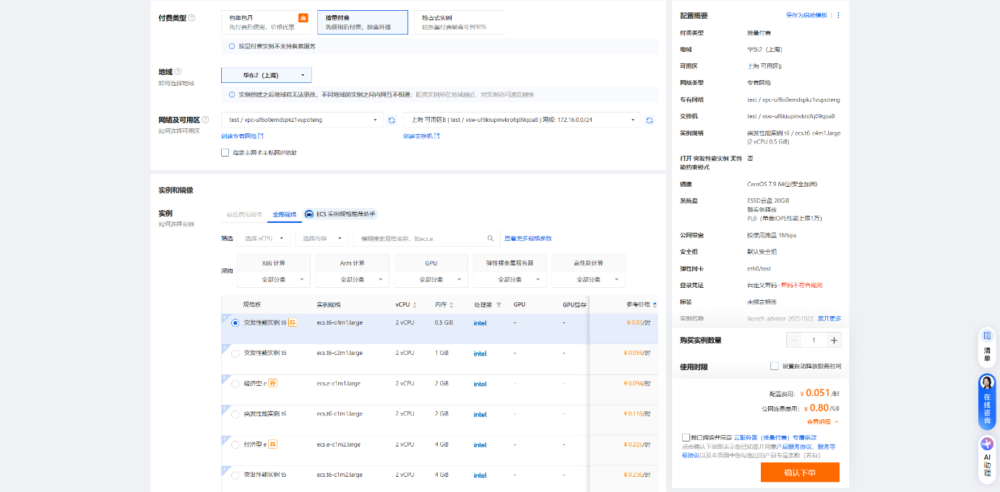 付费类型
包年包月
惠
先付费后使用，价格优惠
按量付费
先使用后付费，按需开通
抢占式实例
较按量付费最高可省90%
按量付费实例不支持备案服务
地域
如何选择地域
华东2（上海）
实例创建之后地域将无法更改，不同地域的实例之间内网互不相通；距离实例所在地域越近，对实例访问速度越快
网络及可用区
如何选择可用区
test / vpc-uf6o0emdspkz1vupoteng
上海 可用区B | test / vsw-uf6kiupinvkrofq09qoa8 | 网段: 172.16.0.0/24
创建专有网络
创建交换机
指定主网卡主私网IP地址
实例和镜像
实例
如何选择实例
最近使用规格
全部规格
ECS 实例规格推荐助手
筛选
选择 vCPU
选择内存
模糊搜索规格名称，如ecs.e
查看更多规格参数
架构
X86 计算
Arm 计算
GPU
弹性裸金属服务器
高性能计算
全部分类
全部分类
全部分类
全部分类
全部分类
规格族 实例规格 vCPU 内存 处理器 GPU GPU显存 参考价格
突发性能实例 t6 荐 ecs.t6-c4m1.large 2 vCPU 0.5 GiB intel - - ¥ 0.03/时
突发性能实例 t6 ecs.t6-c2m1.large 2 vCPU 1 GiB intel - - ¥ 0.059/时
经济型 e 荐 ecs.e-c1m1.large 2 vCPU 2 GiB intel - - ¥ 0.094/时
突发性能实例 t6 ecs.t6-c1m1.large 2 vCPU 2 GiB intel - - ¥ 0.118/时
经济型 e 荐 ecs.e-c1m2.large 2 vCPU 4 GiB intel - - ¥ 0.225/时
突发性能实例 t6 ecs.t6-c1m2.large 2 vCPU 4 GiB intel - - ¥ 0.236/时
配置概要
保存为启动模板
付费类型 按量付费
地域 华东2（上海）
可用区 上海 可用区B
网络类型 专有网络
专有网络 test / vpc-uf6o0emdspkz1vupoteng
交换机 test / vsw-uf6kiupinvkrofq09qoa8
实例规格 突发性能实例 t6 / ecs.t6-c4m1.large
(2 vCPU 0.5 GiB)
打开 突发性能实例 无性 否
能约束模式
镜像 CentOS 7.9 64位(安全加固)
系统盘 ESSD云盘 20GiB
随实例释放
PL0（单盘IOPS性能上限1万）
公网带宽 按使用流量 1Mbps
安全组 默认安全组
弹性网卡 eth0/test
登录凭证 自定义密码 - 密码不符合规则
标签 未绑定标签
实例名称 launch-advisor-20251022 展开更多
购买实例数量 1
使用时限 设置自动释放服务时间
配置费用： ¥ 0.051 /时
公网流量费用： ¥ 0.80 /GB
查看明细
我已阅读并同意 云服务器（按量付费）专属条款
点击确认下单即表示您已知悉并同意产品服务协议、服务等
级协议以及本页面中您勾选过的产品专属条款（若有）
确认下单
清单
在线咨询
AI助理